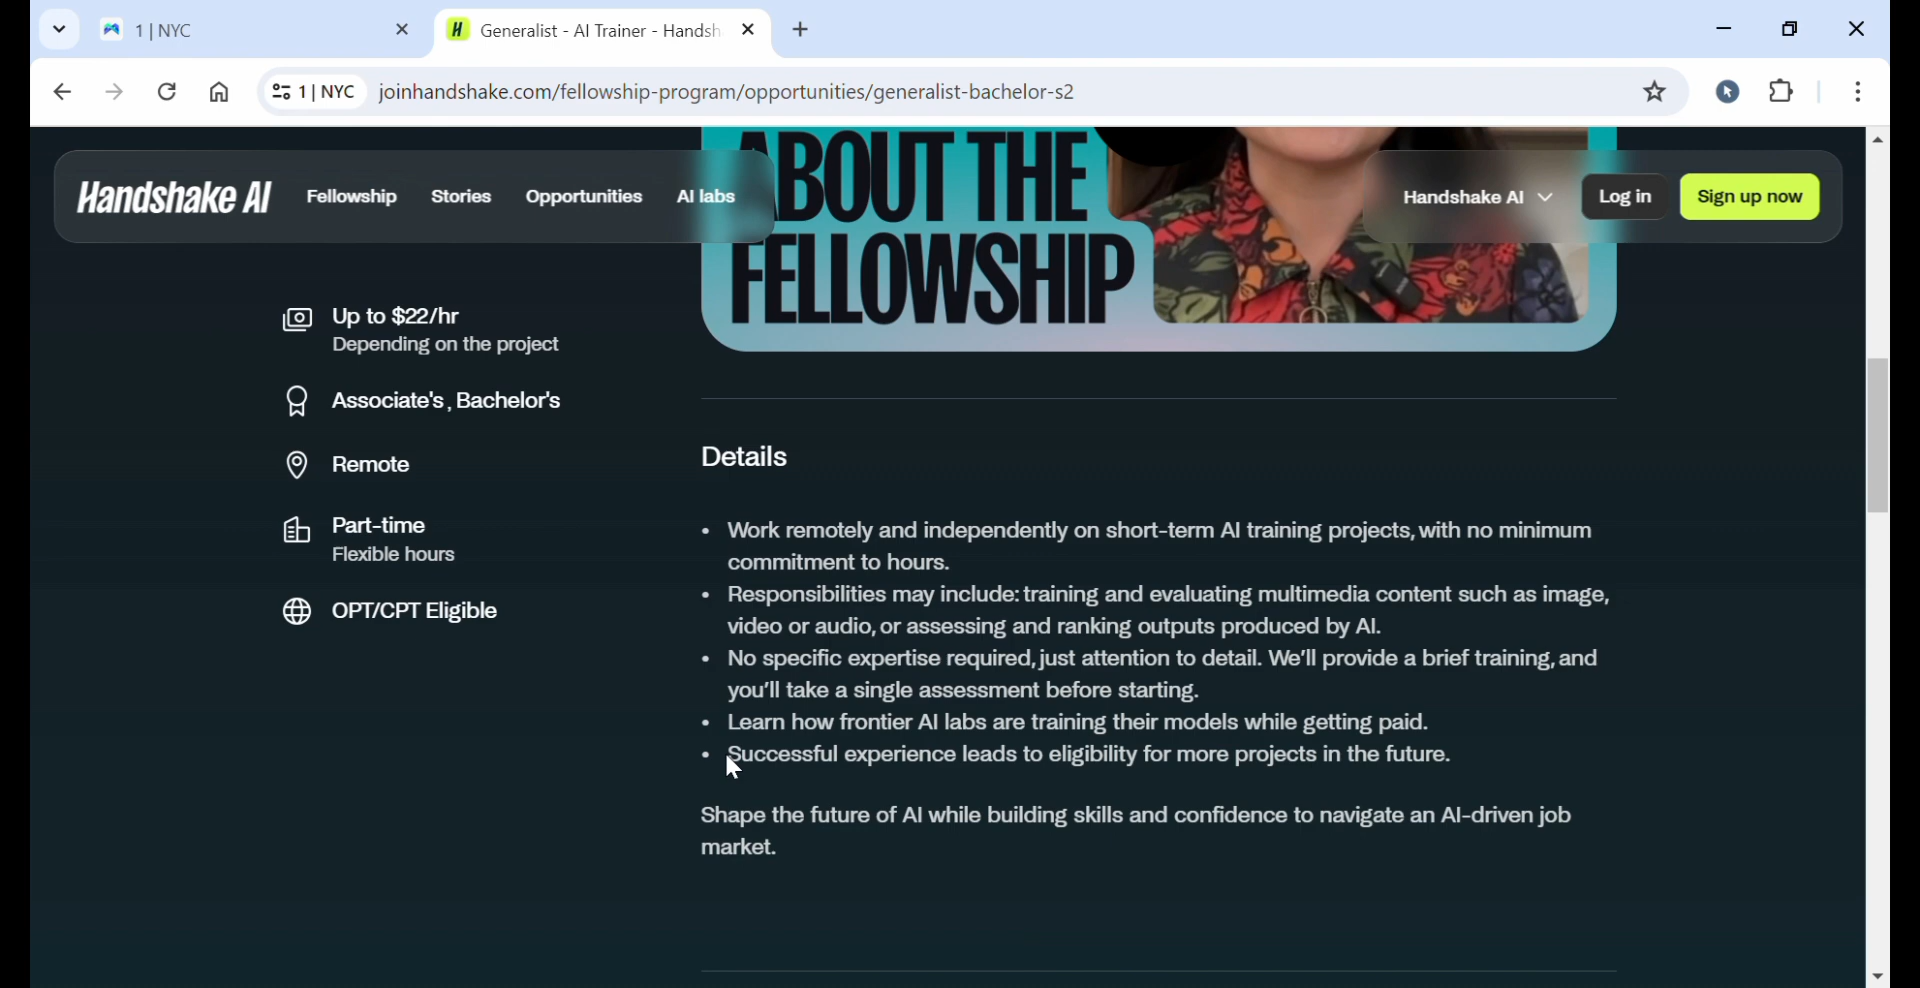 1 | NYC
Generalist - AI Trainer - Handsh
1 | NYC
joinhandshake.com/fellowship-program/opportunities/generalist-bachelor-s2
ABOUT THE
FELLOWSHIP
Handshake AI
Fellowship
Stories
Opportunities
AI labs
Handshake AI
Log in
Sign up now
Up to $22/hr
Depending on the project
Associate's, Bachelor's
Remote
Part-time
Flexible hours
OPT/CPT Eligible
Details
• Work remotely and independently on short-term AI training projects, with no minimum
commitment to hours.
• Responsibilities may include: training and evaluating multimedia content such as image,
video or audio, or assessing and ranking outputs produced by AI.
• No specific expertise required, just attention to detail. We’ll provide a brief training, and
you’ll take a single assessment before starting.
• Learn how frontier AI labs are training their models while getting paid.
• Successful experience leads to eligibility for more projects in the future.
Shape the future of AI while building skills and confidence to navigate an AI-driven job
market.